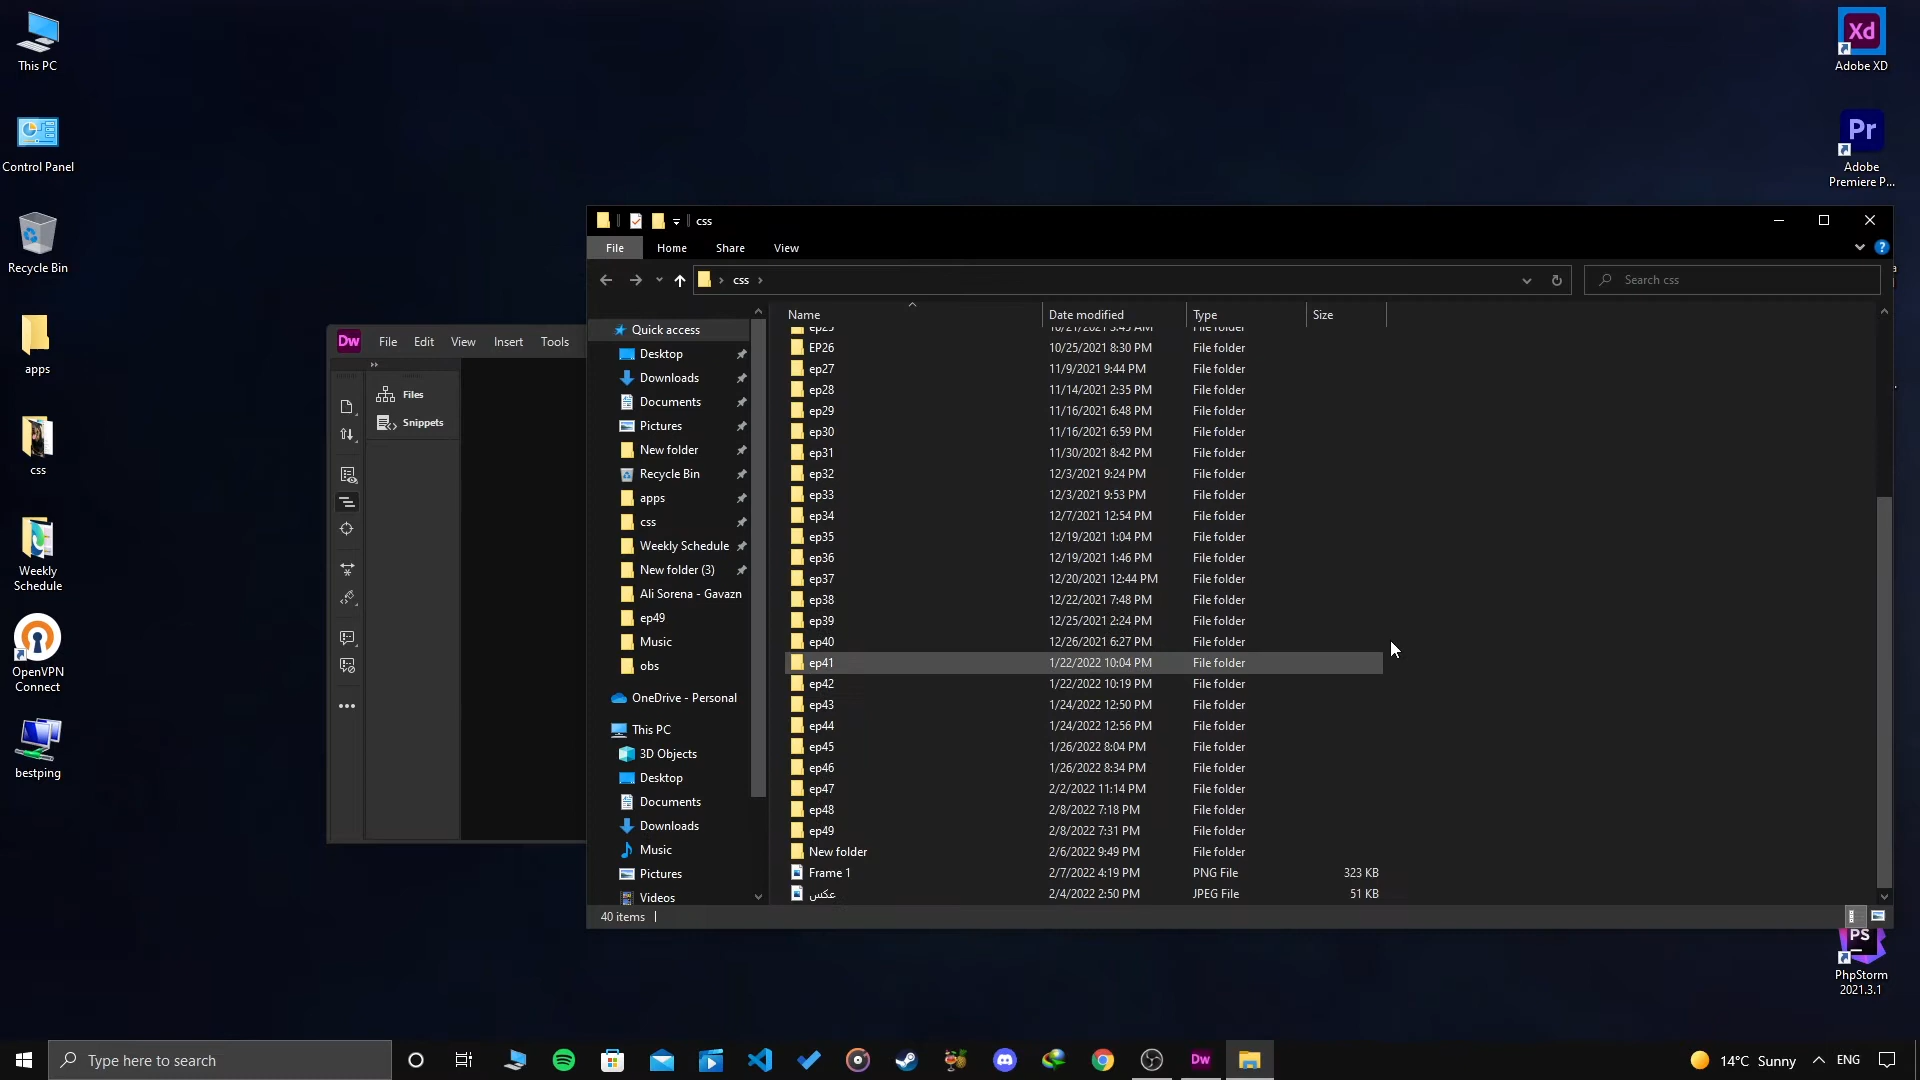 This PC
Control Panel
Recycle Bin
apps
css
Weekly
Schedule
OpenVPN
Connect
bestping
Xd
Adobe XD
Pr
Adobe
Premiere P...
PS
PhpStorm
2021.3.1
Dw File Edit View Insert Tools
Files
Snippets
css
File Home Share View
css
Search css
Quick access
Desktop
Downloads
Documents
Pictures
New folder
Recycle Bin
apps
css
Weekly Schedule
New folder (3)
Ali Sorena - Gavazn
ep49
Music
obs
OneDrive - Personal
This PC
3D Objects
Desktop
Documents
Downloads
Music
Pictures
Videos
Name Date modified Type Size
EP26 10/25/2021 8:30 PM File folder
ep27 11/9/2021 9:44 PM File folder
ep28 11/14/2021 2:35 PM File folder
ep29 11/16/2021 6:48 PM File folder
ep30 11/16/2021 6:59 PM File folder
ep31 11/30/2021 8:42 PM File folder
ep32 12/3/2021 9:24 PM File folder
ep33 12/3/2021 9:53 PM File folder
ep34 12/7/2021 12:54 PM File folder
ep35 12/19/2021 1:04 PM File folder
ep36 12/19/2021 1:46 PM File folder
ep37 12/20/2021 12:44 PM File folder
ep38 12/22/2021 7:48 PM File folder
ep39 12/25/2021 2:24 PM File folder
ep40 12/26/2021 6:27 PM File folder
ep41 1/22/2022 10:04 PM File folder
ep42 1/22/2022 10:19 PM File folder
ep43 1/24/2022 12:50 PM File folder
ep44 1/24/2022 12:56 PM File folder
ep45 1/26/2022 8:04 PM File folder
ep46 1/26/2022 8:34 PM File folder
ep47 2/2/2022 11:14 PM File folder
ep48 2/8/2022 7:18 PM File folder
ep49 2/8/2022 7:31 PM File folder
New folder 2/6/2022 9:49 PM File folder
Frame 1 2/7/2022 4:19 PM PNG File 323 KB
عکس 2/4/2022 2:50 PM JPEG File 51 KB
40 items
Type here to search
Dw
14°C Sunny
ENG